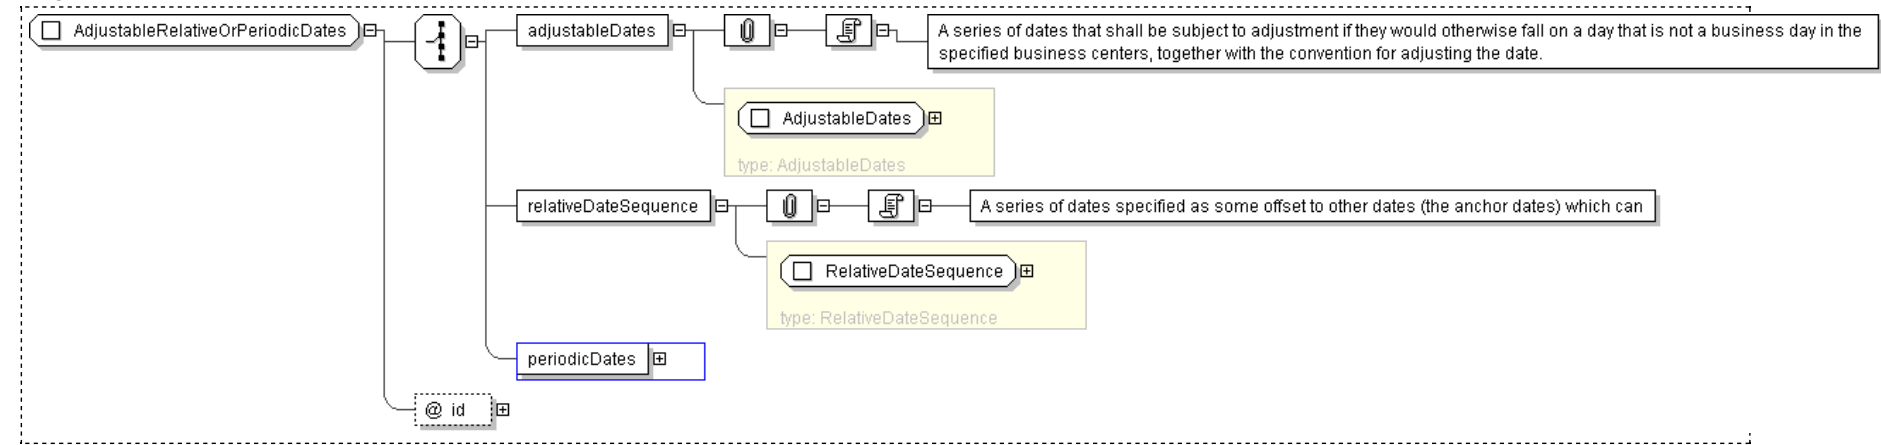 AdjustableRelativeOrPeriodicDates
adjustableDates
A series of dates that shall be subject to adjustment if they would otherwise fall on a day that is not a business day in the
specified business centers, together with the convention for adjusting the date.
AdjustableDates
type: AdjustableDates
relativeDateSequence
A series of dates specified as some offset to other dates (the anchor dates) which can
RelativeDateSequence
type: RelativeDateSequence
periodicDates
@ id